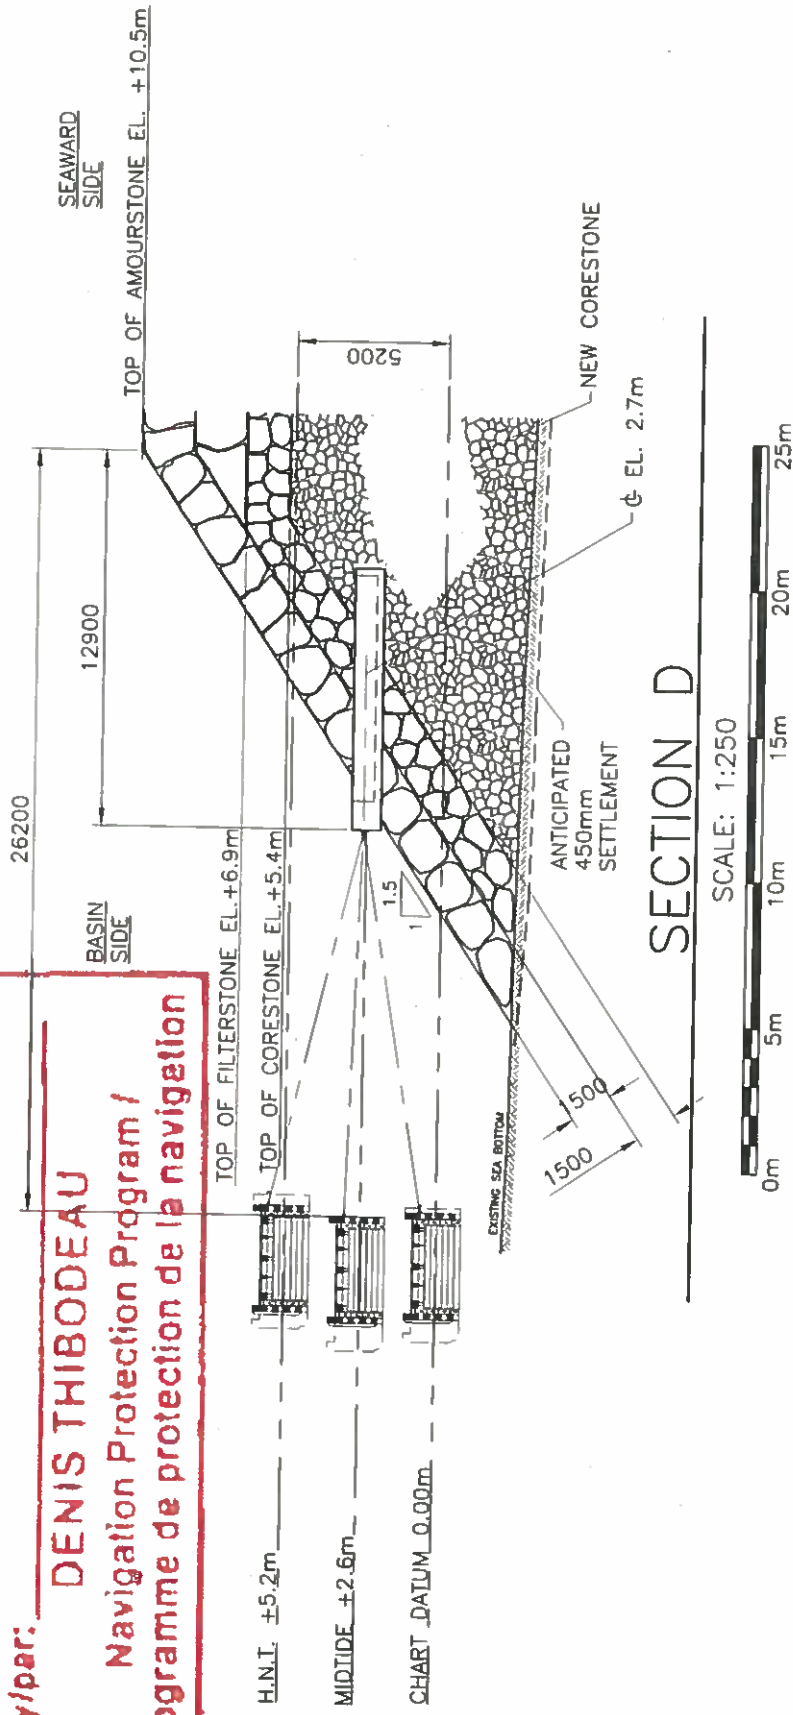 y/par:
DENIS THIBODEAU
Navigation Protection Program /
ogramme de protection de la navigation
26200
12900
BASIN
SIDE
SEAWARD
SIDE
TOP OF AMOURSTONE EL. +10.5m
TOP OF FILTERSTONE EL.+6.9m
TOP OF CORESTONE EL.+5.4m
5200
H.N.T. ±5.2m
MIDTIDE ±2.6m
CHART DATUM 0.00m
1.5
1
EXISTING SEA BOTTOM
1500
1500
ANTICIPATED
450mm
SETTLEMENT
NEW CORESTONE
EL. 2.7m
SECTION D
SCALE: 1:250
0m 5m 10m 15m 20m 25m